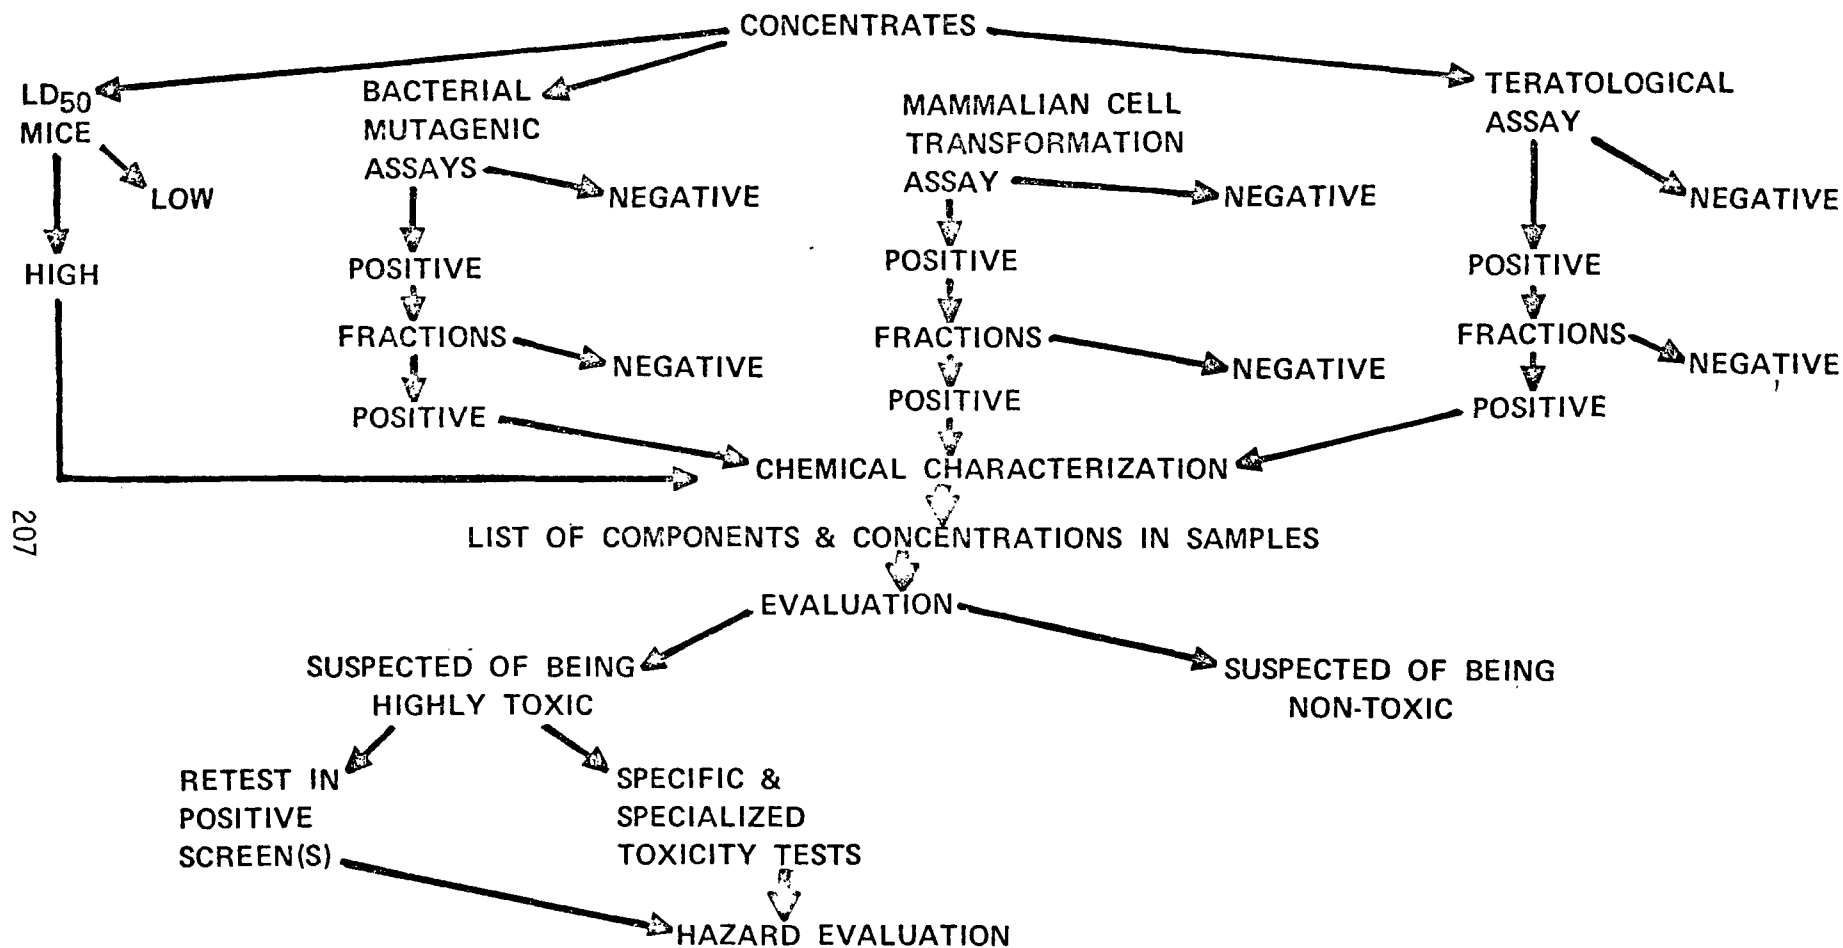 CONCENTRATES
LD50
MICE
LOW
HIGH
BACTERIAL
MUTAGENIC
ASSAYS
NEGATIVE
POSITIVE
FRACTIONS
NEGATIVE
POSITIVE
MAMMALIAN CELL
TRANSFORMATION
ASSAY
NEGATIVE
POSITIVE
FRACTIONS
NEGATIVE
POSITIVE
TERATOLOGICAL
ASSAY
NEGATIVE
POSITIVE
FRACTIONS
NEGATIVE
POSITIVE
CHEMICAL CHARACTERIZATION
LIST OF COMPONENTS & CONCENTRATIONS IN SAMPLES
EVALUATION
SUSPECTED OF BEING
HIGHLY TOXIC
SUSPECTED OF BEING
NON-TOXIC
RETEST IN
POSITIVE
SCREEN(S)
SPECIFIC &
SPECIALIZED
TOXICITY TESTS
HAZARD EVALUATION
207